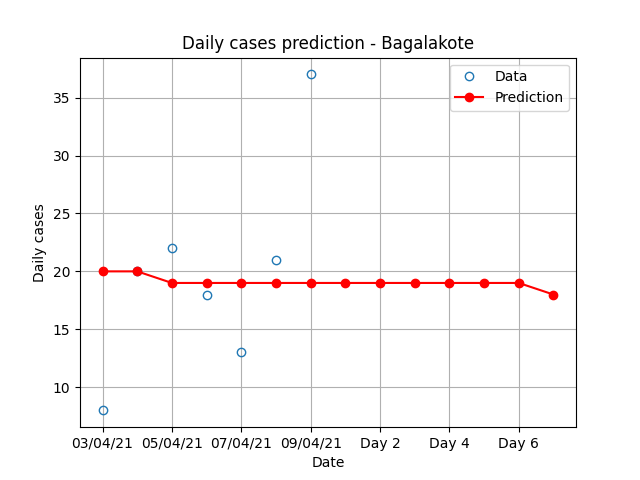 Daily cases prediction - Bagalakote
Data
Prediction
35
30
25
20
15
10
Daily cases
03/04/21 05/04/21 07/04/21 09/04/21 Day 2 Day 4 Day 6
Date